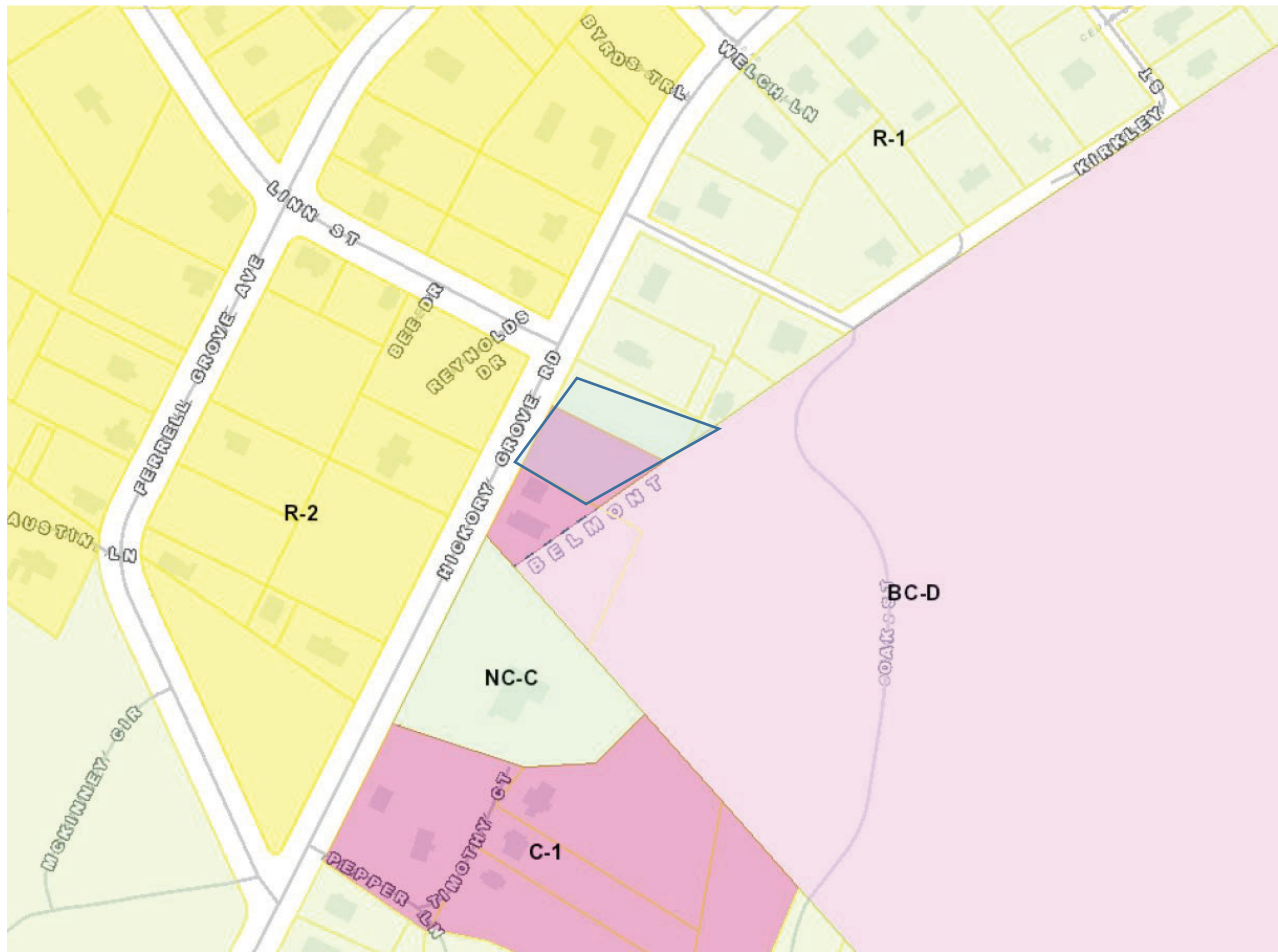 BYRDS TRL
WELCH LN
ST
R-1
KIRKLEY
LINN ST
FERRELL GROVE AVE
BEE DR
REYNOLDS
DR
HICKORY GROVE RD
AUSTIN LN
R-2
BELMONT
BC-D
OAK ST
NC-C
MCKINNEY CIR
TIMOTHY CT
C-1
PEPPER LN